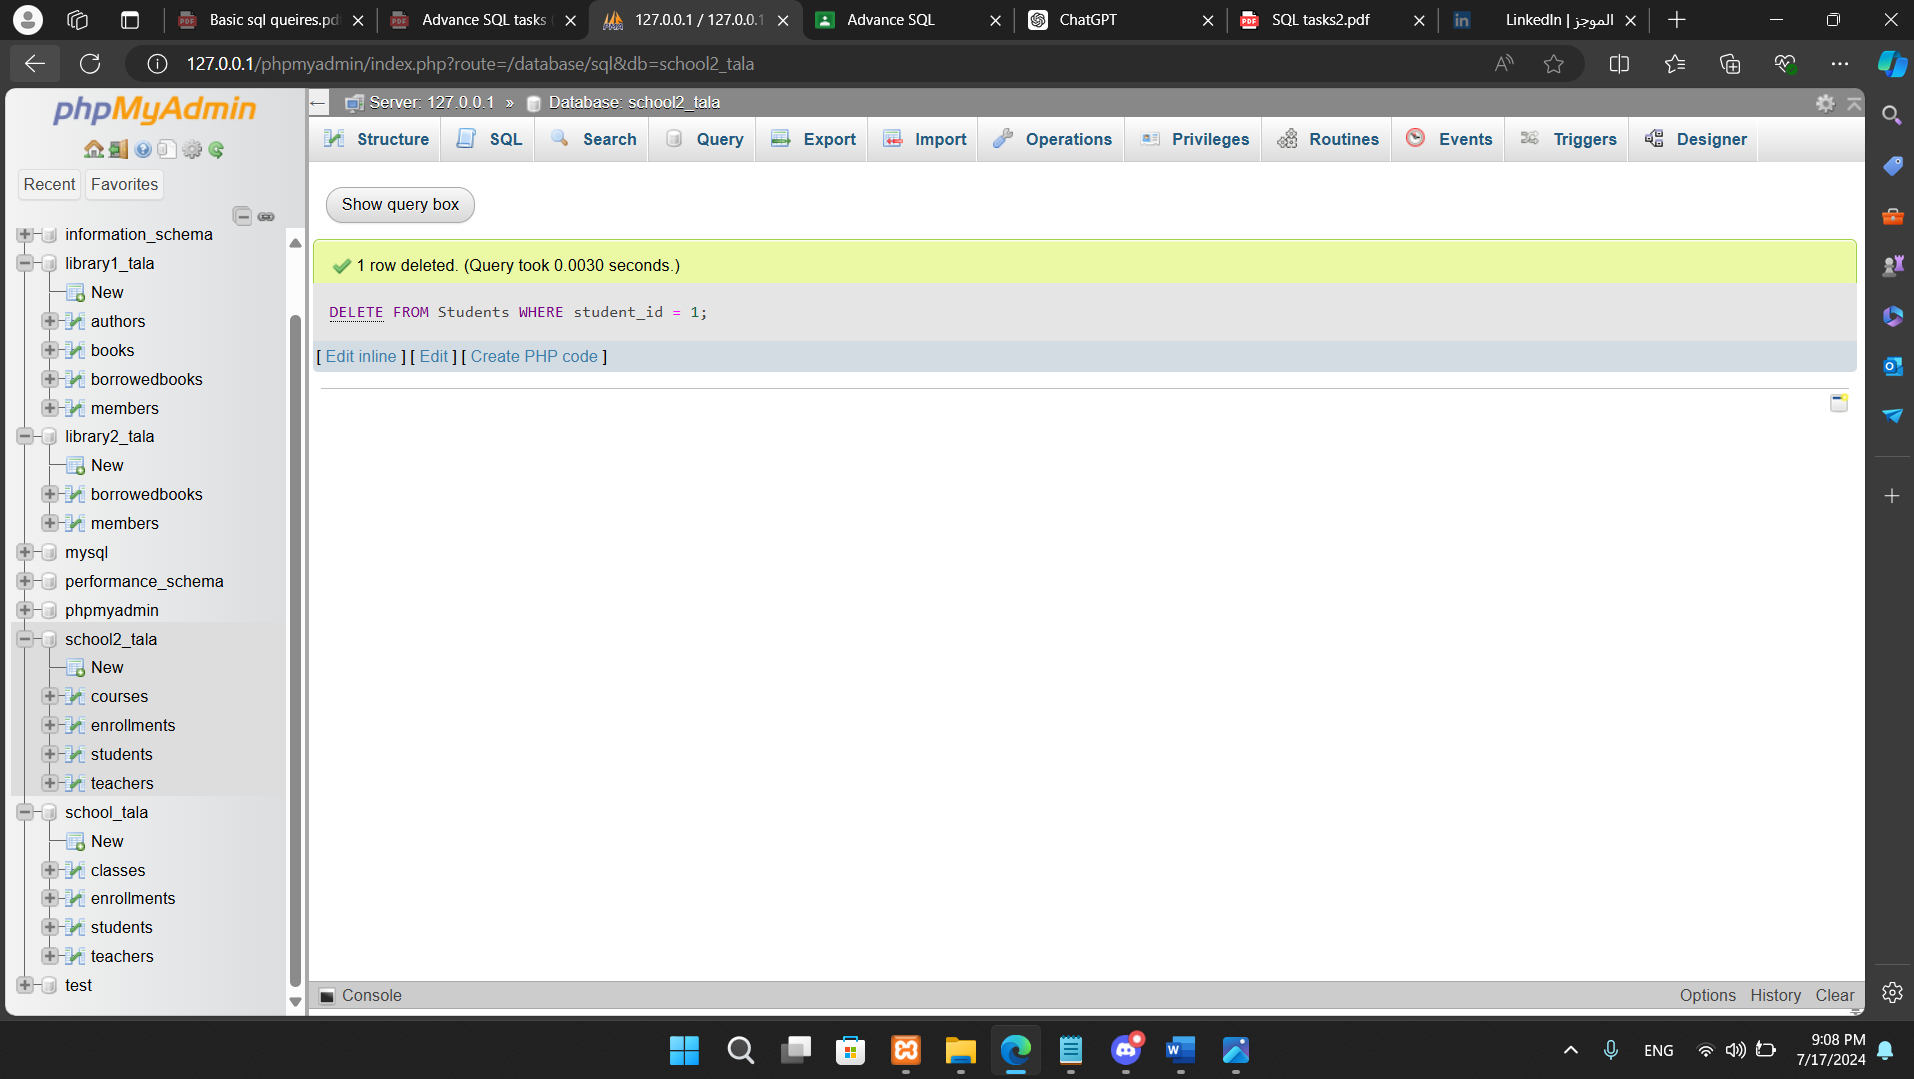 Basic sql queires.pd
Advance SQL tasks
127.0.0.1 / 127.0.0.1
Advance SQL
ChatGPT
SQL tasks2.pdf
الموجز | LinkedIn
127.0.0.1/phpmyadmin/index.php?route=/database/sql&db=school2_tala
phpMyAdmin
Recent
Favorites
information_schema
library1_tala
New
authors
books
borrowedbooks
members
library2_tala
New
borrowedbooks
members
mysql
performance_schema
phpmyadmin
school2_tala
New
courses
enrollments
students
teachers
school_tala
New
classes
enrollments
students
teachers
test
Server: 127.0.0.1 » Database: school2_tala
Structure SQL Search Query Export Import Operations Privileges Routines Events Triggers Designer
Show query box
1 row deleted. (Query took 0.0030 seconds.)
DELETE FROM Students WHERE student_id = 1;
[ Edit inline ] [ Edit ] [ Create PHP code ]
Console
Options History Clear
ENG
9:08 PM
7/17/2024